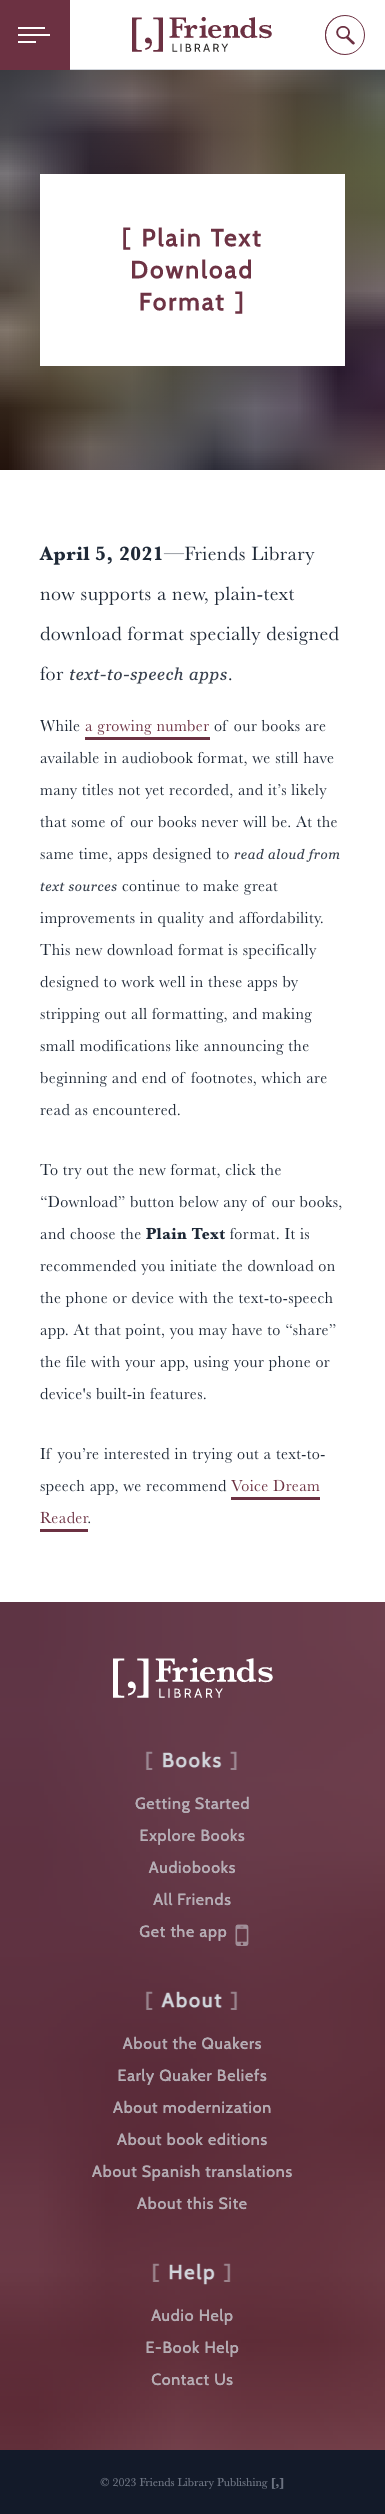 [,] Friends
LIBRARY
[ Plain Text
Download
Format ]
April 5, 2021—Friends Library
now supports a new, plain-text
download format specially designed
for text-to-speech apps.
While a growing number of our books are
available in audiobook format, we still have
many titles not yet recorded, and it’s likely
that some of our books never will be. At the
same time, apps designed to read aloud from
text sources continue to make great
improvements in quality and affordability.
This new download format is specifically
designed to work well in these apps by
stripping out all formatting, and making
small modifications like announcing the
beginning and end of footnotes, which are
read as encountered.
To try out the new format, click the
“Download” button below any of our books,
and choose the Plain Text format. It is
recommended you initiate the download on
the phone or device with the text-to-speech
app. At that point, you may have to “share”
the file with your app, using your phone or
device's built-in features.
If you’re interested in trying out a text-to-
speech app, we recommend Voice Dream
Reader.
[,] Friends
LIBRARY
[ Books ]
Getting Started
Explore Books
Audiobooks
All Friends
Get the app
[ About ]
About the Quakers
Early Quaker Beliefs
About modernization
About book editions
About Spanish translations
About this Site
[ Help ]
Audio Help
E-Book Help
Contact Us
© 2023 Friends Library Publishing [,]